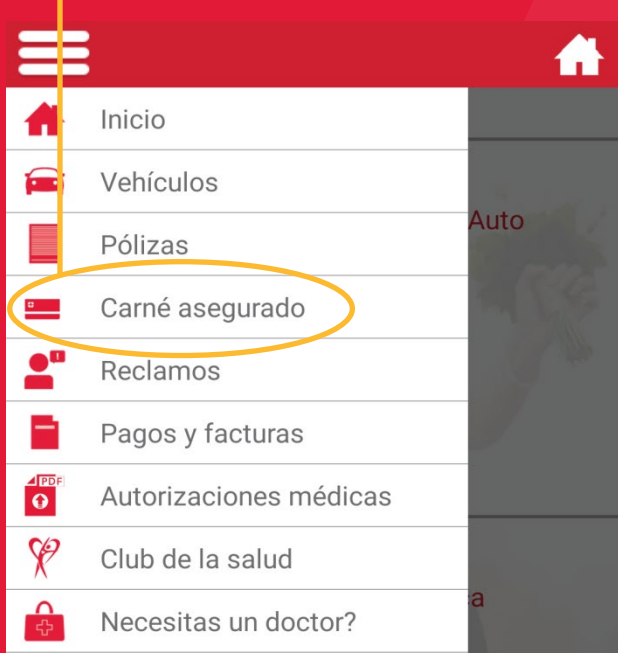 Inicio
Vehículos
Auto
Pólizas
Carné asegurado
Reclamos
Pagos y facturas
PDF
Autorizaciones médicas
Club de la salud
a
Necesitas un doctor?